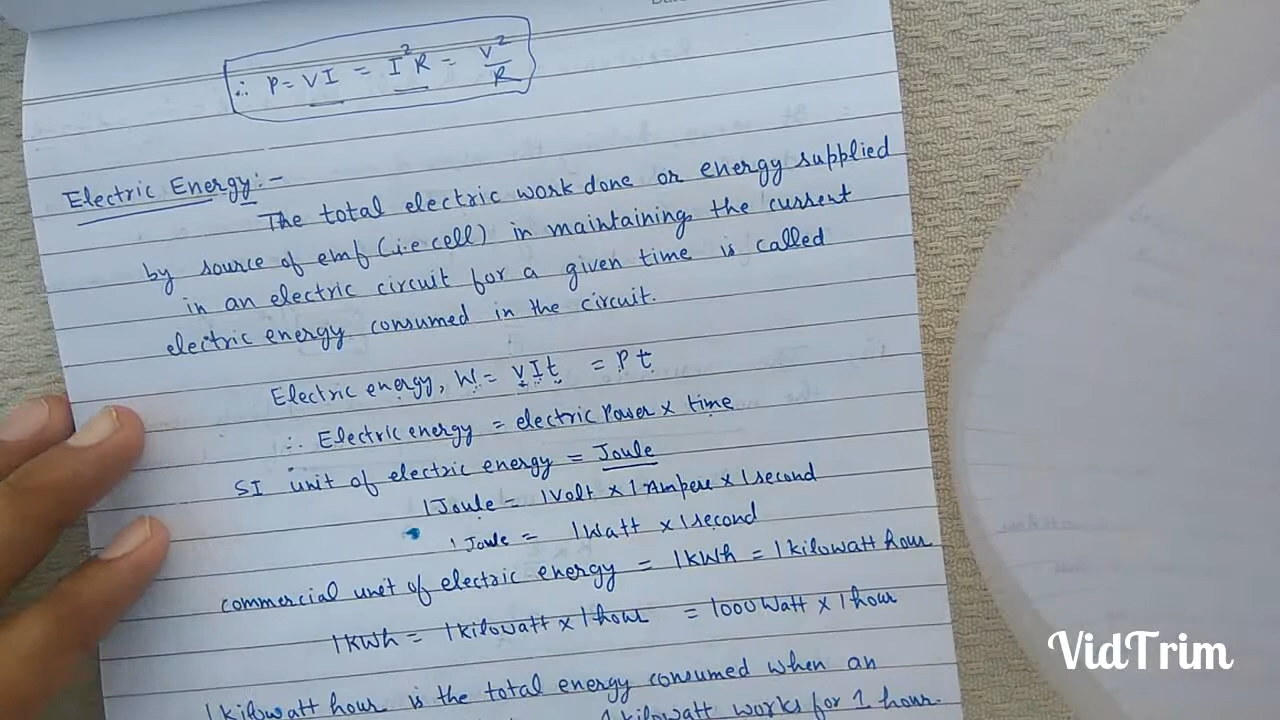 ∴ P = VI = I²R = V²/R
Electric Energy:-
The total electric work done or energy supplied
by source of emf (i.e cell) in maintaining the current
in an electric circuit for a given time is called
electric energy consumed in the circuit.
Electric energy, W = VIt = Pt
∴ Electric energy = electric Power × time
SI unit of electric energy = Joule
1 Joule = 1 Volt × 1 Ampere × 1 second
1 Joule = 1 Watt × 1 second
commercial unit of electric energy = 1 kWh = 1 kilowatt hour
1 kWh = 1 kilowatt × 1 hour = 1000 Watt × 1 hour
1 kilowatt hour is the total energy consumed when an
1 kilowatt works for 1 hour.
VidTrim